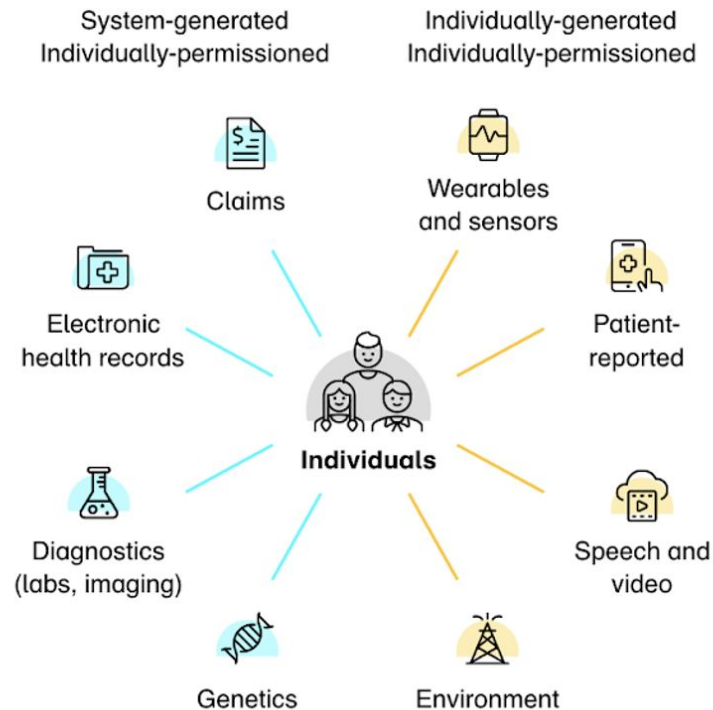 System-generated
Individually-permissioned
Individually-generated
Individually-permissioned
$
Claims
Wearables
and sensors
Electronic
health records
Patient-
reported
Individuals
Diagnostics
(labs, imaging)
Speech and
video
Genetics
Environment